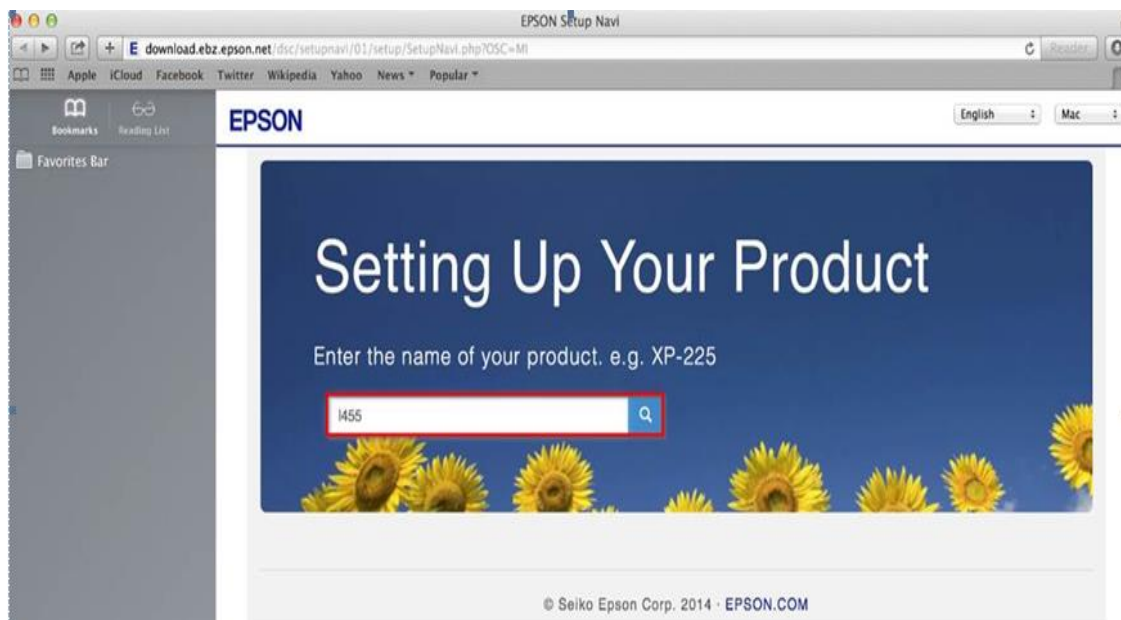 EPSON Setup Navi
E download.ebz.epson.net/dsc/setupnavi/01/setup/SetupNavi.php?OSC=MI
Reader
Apple iCloud Facebook Twitter Wikipedia Yahoo News Popular
Bookmarks Reading List
EPSON
English Mac
Favorites Bar
Setting Up Your Product
Enter the name of your product. e.g. XP-225
l455
© Seiko Epson Corp. 2014 · EPSON.COM